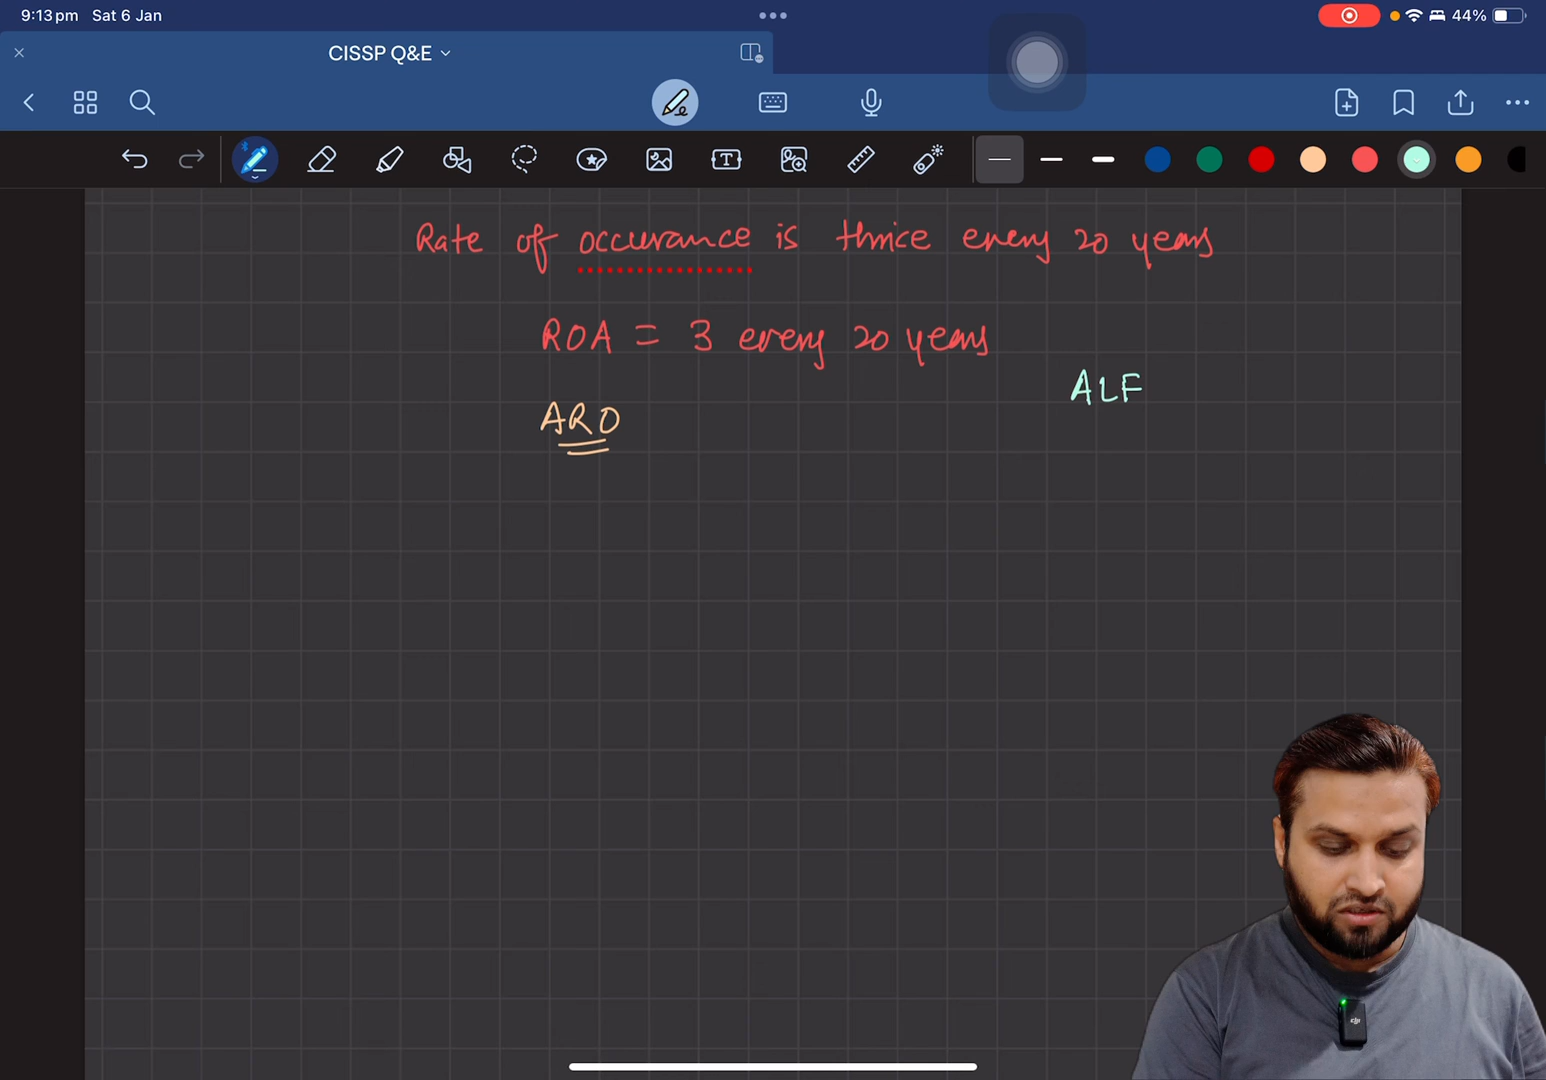 9:13 pm Sat 6 Jan
44%
CISSP Q&E
T
Rate of occurance is thrice every 20 years
ROA = 3 every 20 years
ALF
ARO
dji